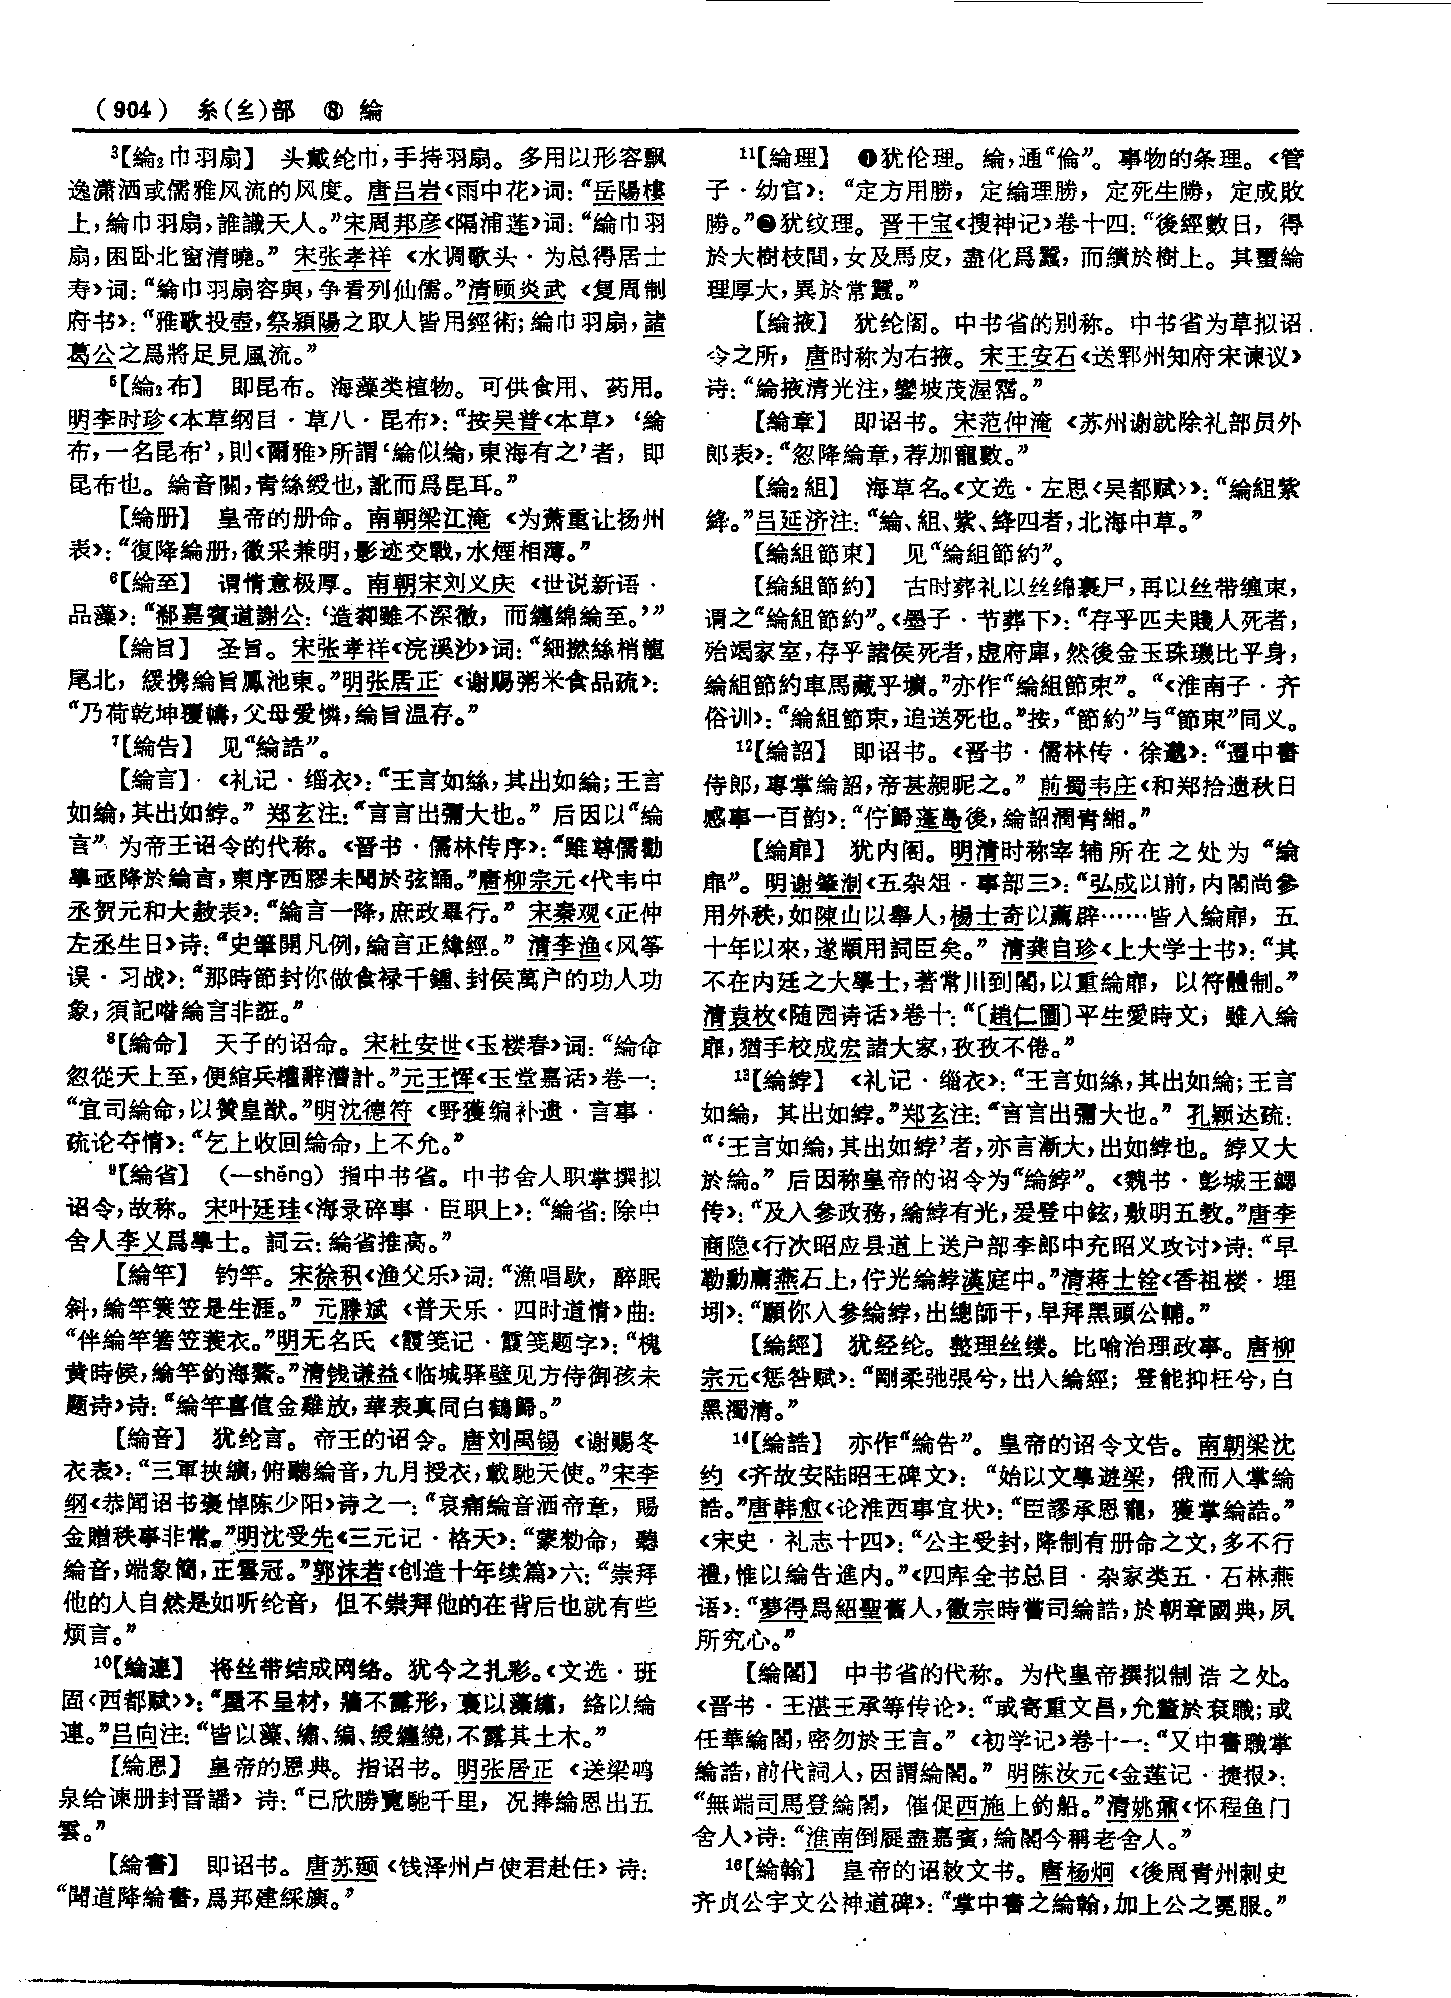 （904） 糸（糹）部 ⑧ 綸
³【綸₂巾羽扇】 头戴纶巾，手持羽扇。多用以形容飘
逸潇洒或儒雅风流的风度。唐吕岩《雨中花》词：“岳陽樓
上，綸巾羽扇，誰識天人。”宋周邦彦《隔浦莲》词：“綸巾羽
扇，困卧北窗清曉。” 宋张孝祥《水调歌头·为总得居士
寿》词：“綸巾羽扇容與，争看列仙儒。”清顾炎武《复周制
府书》：“雅歌投壺，祭潁陽之取人皆用經術；綸巾羽扇，諸
葛公之爲將足見風流。”
⁵【綸₂布】 即昆布。海藻类植物。可供食用、药用。
明李时珍《本草纲目·草八·昆布》：“按吴普《本草》‘綸
布，一名昆布’，則《爾雅》所謂‘綸似綸，東海有之’者，即
昆布也。綸音關，青絲綬也，訛而爲昆耳。”
【綸册】 皇帝的册命。南朝梁江淹《为萧重让扬州
表》：“復降綸册，徽采兼明，影迹交戰，水煙相薄。”
⁶【綸至】 谓情意极厚。南朝宋刘义庆《世说新语·
品藻》：“郗嘉賓道謝公：‘造䣛雖不深徹，而纏綿綸至。’”
【綸旨】 圣旨。宋张孝祥《浣溪沙》词：“細撚絲梢龍
尾北，緩携綸旨鳳池東。”明张居正《谢赐粥米食品疏》：
“乃荷乾坤覆幬，父母爱憐，綸旨温存。”
⁷【綸告】 见“綸誥”。
【綸言】 《礼记·缁衣》：“王言如絲，其出如綸；王言
如綸，其出如綍。” 郑玄注：“言言出彌大也。” 后因以“綸
言”为帝王诏令的代称。《晋书·儒林传序》：“雖尊儒勸
學亟降於綸言，東序西膠未聞於弦誦。”唐柳宗元《代韦中
丞贺元和大赦表》：“綸言一降，庶政畢行。” 宋秦观《正仲
左丞生日》诗：“史筆開凡例，綸言正緯經。” 清李渔《风筝
误·习战》：“那時節封你做食禄千鍾、封侯萬户的功人功
象，須記喒綸言非誑。”
⁸【綸命】 天子的诏命。宋杜安世《玉楼春》词：“綸命
忽從天上至，便綰兵權辭漕計。”元王恽《玉堂嘉话》卷一：
“宜司綸命，以贊皇猷。”明沈德符《野獲编补遗·言事·
疏论夺情》：“乞上收回綸命，上不允。”
⁹【綸省】 （—shěng）指中书省。中书舍人职掌撰拟
诏令，故称。宋叶廷珪《海录碎事·臣职上》：“綸省：除中
舍人李义爲學士。詞云：綸省推高。”
【綸竿】 钓竿。宋徐积《渔父乐》词：“漁唱歇，醉眠
斜，綸竿蓑笠是生涯。” 元滕斌《普天乐·四时道情》曲：
“伴綸竿篛笠蓑衣。”明无名氏《霞笺记·霞笺题字》：“槐
黄時候，綸竿釣海鰲。”清钱谦益《临城驿壁见方侍御孩未
题诗》诗：“綸竿喜值金雞放，華表真同白鶴歸。”
【綸音】 犹纶言。帝王的诏令。唐刘禹锡《谢赐冬
衣表》：“三軍挾纊，俯聽綸音，九月授衣，載馳天使。”宋李
纲《恭闻诏书褒悼陈少阳》诗之一：“哀痛綸音洒帝章，賜
金贈秩事非常。”明沈受先《三元记·格天》：“蒙勑命，聽
綸音，端象簡，正雲冠。”郭沫若《创造十年续篇》六：“崇拜
他的人自然是如听纶音，但不崇拜他的在背后也就有些
烦言。”
¹⁰【綸連】 将丝带结成网络。犹今之扎彩。《文选·班
固〈西都赋〉》：“屋不呈材，牆不露形，裛以藻繡，络以綸
連。”吕向注：“皆以藻、繡、編、綬纏繞，不露其土木。”
【綸恩】 皇帝的恩典。指诏书。明张居正《送梁鸣
泉给谏册封晋藩》诗：“已欣勝覽馳千里，况捧綸恩出五
雲。”
【綸書】 即诏书。唐苏颋《饯泽州卢使君赴任》诗：
“聞道降綸書，爲邦建綵旟。”
¹¹【綸理】 ❶犹伦理。綸，通“倫”。事物的条理。《管
子·幼官》：“定方用勝，定綸理勝，定死生勝，定成敗
勝。”❷犹纹理。晋干宝《搜神记》卷十四：“後經數日，得
於大樹枝間，女及馬皮，盡化爲蠶，而績於樹上。其蠒綸
理厚大，異於常蠶。”
【綸掖】 犹纶阁。中书省的别称。中书省为草拟诏
令之所，唐时称为右掖。宋王安石《送郓州知府宋谏议》
诗：“綸掖清光注，鑾坡茂渥霑。”
【綸章】 即诏书。宋范仲淹《苏州谢就除礼部员外
郎表》：“忽降綸章，荐加寵數。”
【綸₂組】 海草名。《文选·左思〈吴都赋〉》：“綸組紫
絳。”吕延济注：“綸、組、紫、絳四者，北海中草。”
【綸組節束】 见“綸組節約”。
【綸組節約】 古时葬礼以丝绵裹尸，再以丝带缠束，
谓之“綸組節約”。《墨子·节葬下》：“存乎匹夫賤人死者，
殆竭家室，存乎諸侯死者，虚府庫，然後金玉珠璣比乎身，
綸組節約車馬藏乎壙。”亦作“綸組節束”。“《淮南子·齐
俗训》：“綸組節束，追送死也。”按，“節約”与“節束”同义。
¹²【綸詔】 即诏书。《晋书·儒林传·徐邈》：“遷中書
侍郎，專掌綸詔，帝甚親昵之。” 前蜀韦庄《和郑拾遗秋日
感事一百韵》：“佇歸蓬島後，綸詔潤青緗。”
【綸扉】 犹内阁。明清时称宰辅所在之处为“綸
扉”。明谢肇淛《五杂俎·事部三》：“弘成以前，内閣尚參
用外秩，如陳山以舉人，楊士奇以薦辟……皆入綸扉，五
十年以來，遂顓用詞臣矣。” 清龚自珍《上大学士书》：“其
不在内廷之大學士，著常川到閣，以重綸扉，以符體制。”
清袁枚《随园诗话》卷十：“〔趙仁圃〕平生愛時文，雖入綸
扉，猶手校成宏諸大家，孜孜不倦。”
¹³【綸綍】 《礼记·缁衣》：“王言如絲，其出如綸；王言
如綸，其出如綍。”郑玄注：“言言出彌大也。” 孔颖达疏：
“‘王言如綸，其出如綍’者，亦言漸大，出如綍也。綍又大
於綸。” 后因称皇帝的诏令为“綸綍”。《魏书·彭城王勰
传》：“及入參政務，綸綍有光，爰登中鉉，敷明五教。”唐李
商隐《行次昭应县道上送户部李郎中充昭义攻讨》诗：“早
勒勳庸燕石上，佇光綸綍漢庭中。”清蒋士铨《香祖楼·埋
圳》：“願你入參綸綍，出總師干，早拜黑頭公輔。”
【綸經】 犹经纶。整理丝缕。比喻治理政事。唐柳
宗元《惩咎赋》：“剛柔弛張兮，出入綸經；登能抑枉兮，白
黑濁清。”
¹⁴【綸誥】 亦作“綸告”。皇帝的诏令文告。南朝梁沈
约《齐故安陆昭王碑文》：“始以文學遊梁，俄而入掌綸
誥。”唐韩愈《论淮西事宜状》：“臣謬承恩寵，獲掌綸誥。”
《宋史·礼志十四》：“公主受封，降制有册命之文，多不行
禮，惟以綸告進内。”《四库全书总目·杂家类五·石林燕
语》：“夢得爲紹聖舊人，徽宗時嘗司綸誥，於朝章國典，夙
所究心。”
【綸閣】 中书省的代称。为代皇帝撰拟制诰之处。
《晋书·王湛王承等传论》：“或寄重文昌，允釐於衮職；或
任華綸閣，密勿於王言。”《初学记》卷十一：“又中書職掌
綸誥，前代詞人，因謂綸閣。” 明陈汝元《金莲记·捷报》：
“無端司馬登綸閣，催促西施上釣船。”清姚鼐《怀程鱼门
舍人》诗：“淮南倒屣盡嘉賓，綸閣今稱老舍人。”
¹⁶【綸翰】 皇帝的诏敕文书。唐杨炯《後周青州刺史
齐贞公宇文公神道碑》：“掌中書之綸翰，加上公之冕服。”